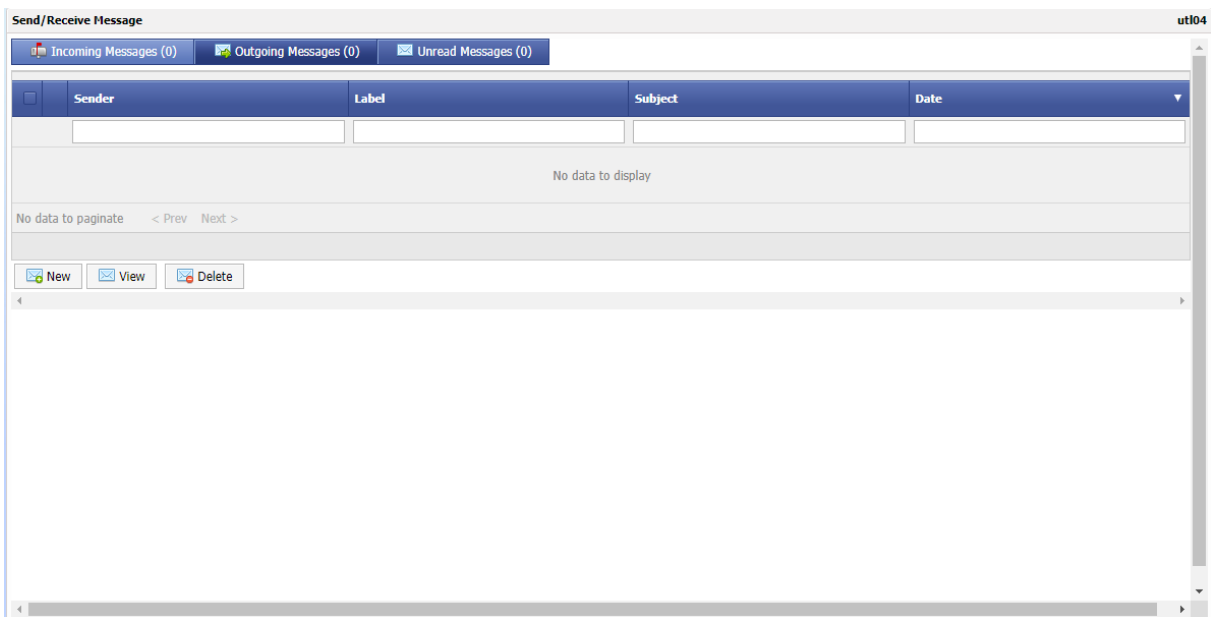 Send/Receive Message utl04
Incoming Messages (0) Outgoing Messages (0) Unread Messages (0)
Sender Label Subject Date
No data to display
No data to paginate < Prev Next >
New View Delete